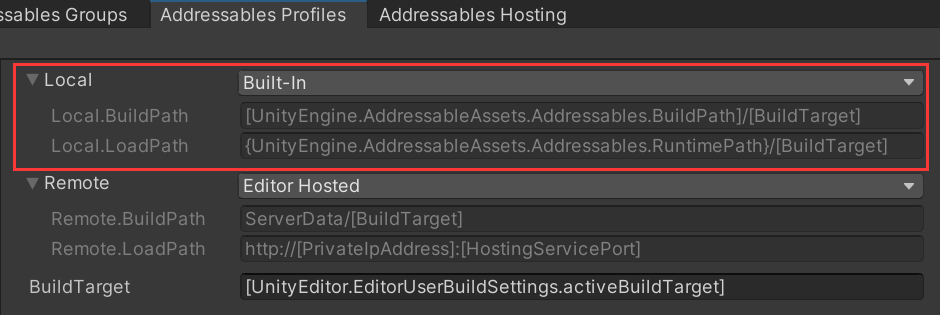 ssables Groups Addressables Profiles Addressables Hosting
Local Built-In
Local.BuildPath [UnityEngine.AddressableAssets.Addressables.BuildPath]/[BuildTarget]
Local.LoadPath {UnityEngine.AddressableAssets.Addressables.RuntimePath}/[BuildTarget]
Remote Editor Hosted
Remote.BuildPath ServerData/[BuildTarget]
Remote.LoadPath http://[PrivateIpAddress]:[HostingServicePort]
BuildTarget [UnityEditor.EditorUserBuildSettings.activeBuildTarget]